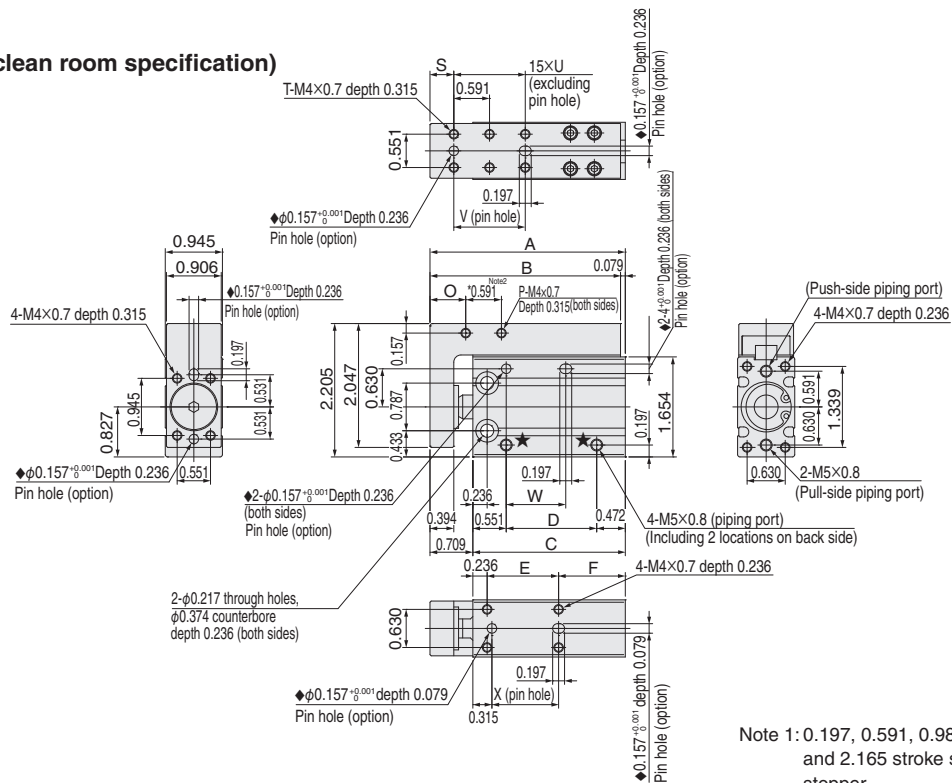 clean room specification)
S
15×U
(excluding
pin hole)
T-M4×0.7 depth 0.315
0.591
◆0.157 +0.001 0 Depth 0.236
Pin hole (option)
0.551
0.197
V (pin hole)
◆φ0.157 +0.001 0 Depth 0.236
Pin hole (option)
◆2-4 +0.001 0 Depth 0.236 (both sides)
Pin hole (option)
A
B
0.079
O
*0.591 Note2
P-M4×0.7
Depth 0.315(both sides)
0.945
0.906
◆0.157 +0.001 0 Depth 0.236
Pin hole (option)
4-M4×0.7 depth 0.315
0.197
0.531
0.531
0.945
0.827
◆φ0.157 +0.001 0 Depth 0.236
Pin hole (option)
0.551
2.205
2.047
0.157
0.630
0.787
0.433
★
★
0.197
1.654
0.197
W
0.236
0.394
0.551
D
0.472
0.709
C
◆2-φ0.157 +0.001 0 Depth 0.236
(both sides)
Pin hole (option)
4-M5×0.8 (piping port)
(Including 2 locations on back side)
(Push-side piping port)
4-M4×0.7 depth 0.236
0.591
0.630
1.339
0.630
2-M5×0.8
(Pull-side piping port)
2-φ0.217 through holes,
φ0.374 counterbore
depth 0.236 (both sides)
0.236
E
F
4-M4×0.7 depth 0.236
0.630
0.197
X (pin hole)
0.315
◆φ0.157 +0.001 0 depth 0.079
Pin hole (option)
◆0.157 +0.001 0 depth 0.079
Pin hole (option)
Note 1: 0.197, 0.591, 0.98
and 2.165 stroke s
stopper